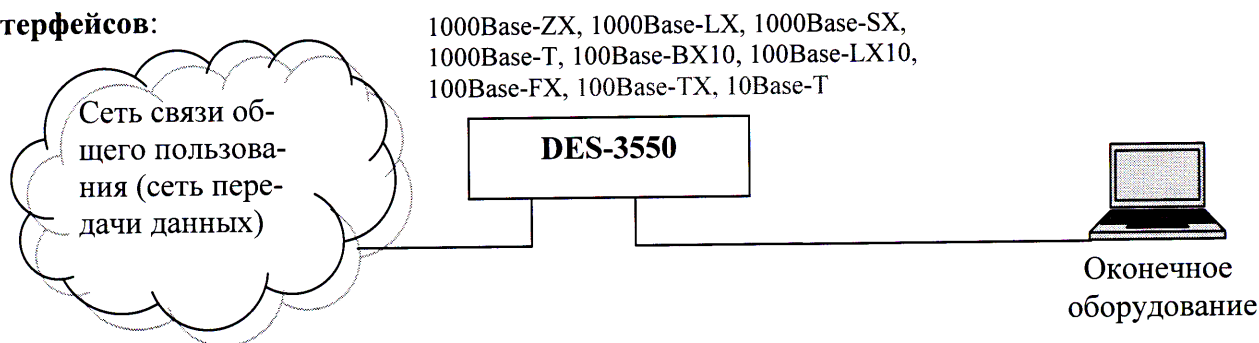 терфейсов:
1000Base-ZX, 1000Base-LX, 1000Base-SX,
1000Base-T, 100Base-BX10, 100Base-LX10,
100Base-FX, 100Base-TX, 10Base-T
Сеть связи об-
щего пользова-
ния (сеть пере-
дачи данных)
DES-3550
Оконечное
оборудование